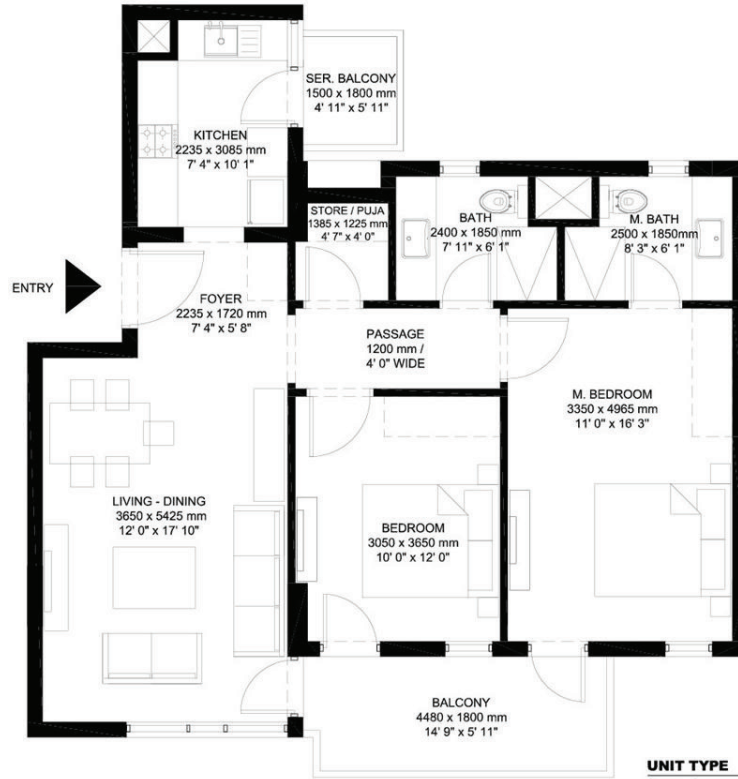 SER. BALCONY
1500 x 1800 mm
4' 11" x 5' 11"
KITCHEN
2235 x 3085 mm
7' 4" x 10' 1"
STORE / PUJA
1385 x 1225 mm
4' 7" x 4' 0"
BATH
2400 x 1850 mm
7' 11" x 6' 1"
M. BATH
2500 x 1850mm
8' 3" x 6' 1"
ENTRY
FOYER
2235 x 1720 mm
7' 4" x 5' 8"
PASSAGE
1200 mm /
4' 0" WIDE
M. BEDROOM
3350 x 4965 mm
11' 0" x 16' 3"
LIVING - DINING
3650 x 5425 mm
12' 0" x 17' 10"
BEDROOM
3050 x 3650 mm
10' 0" x 12' 0"
BALCONY
4480 x 1800 mm
14' 9" x 5' 11"
UNIT TYPE